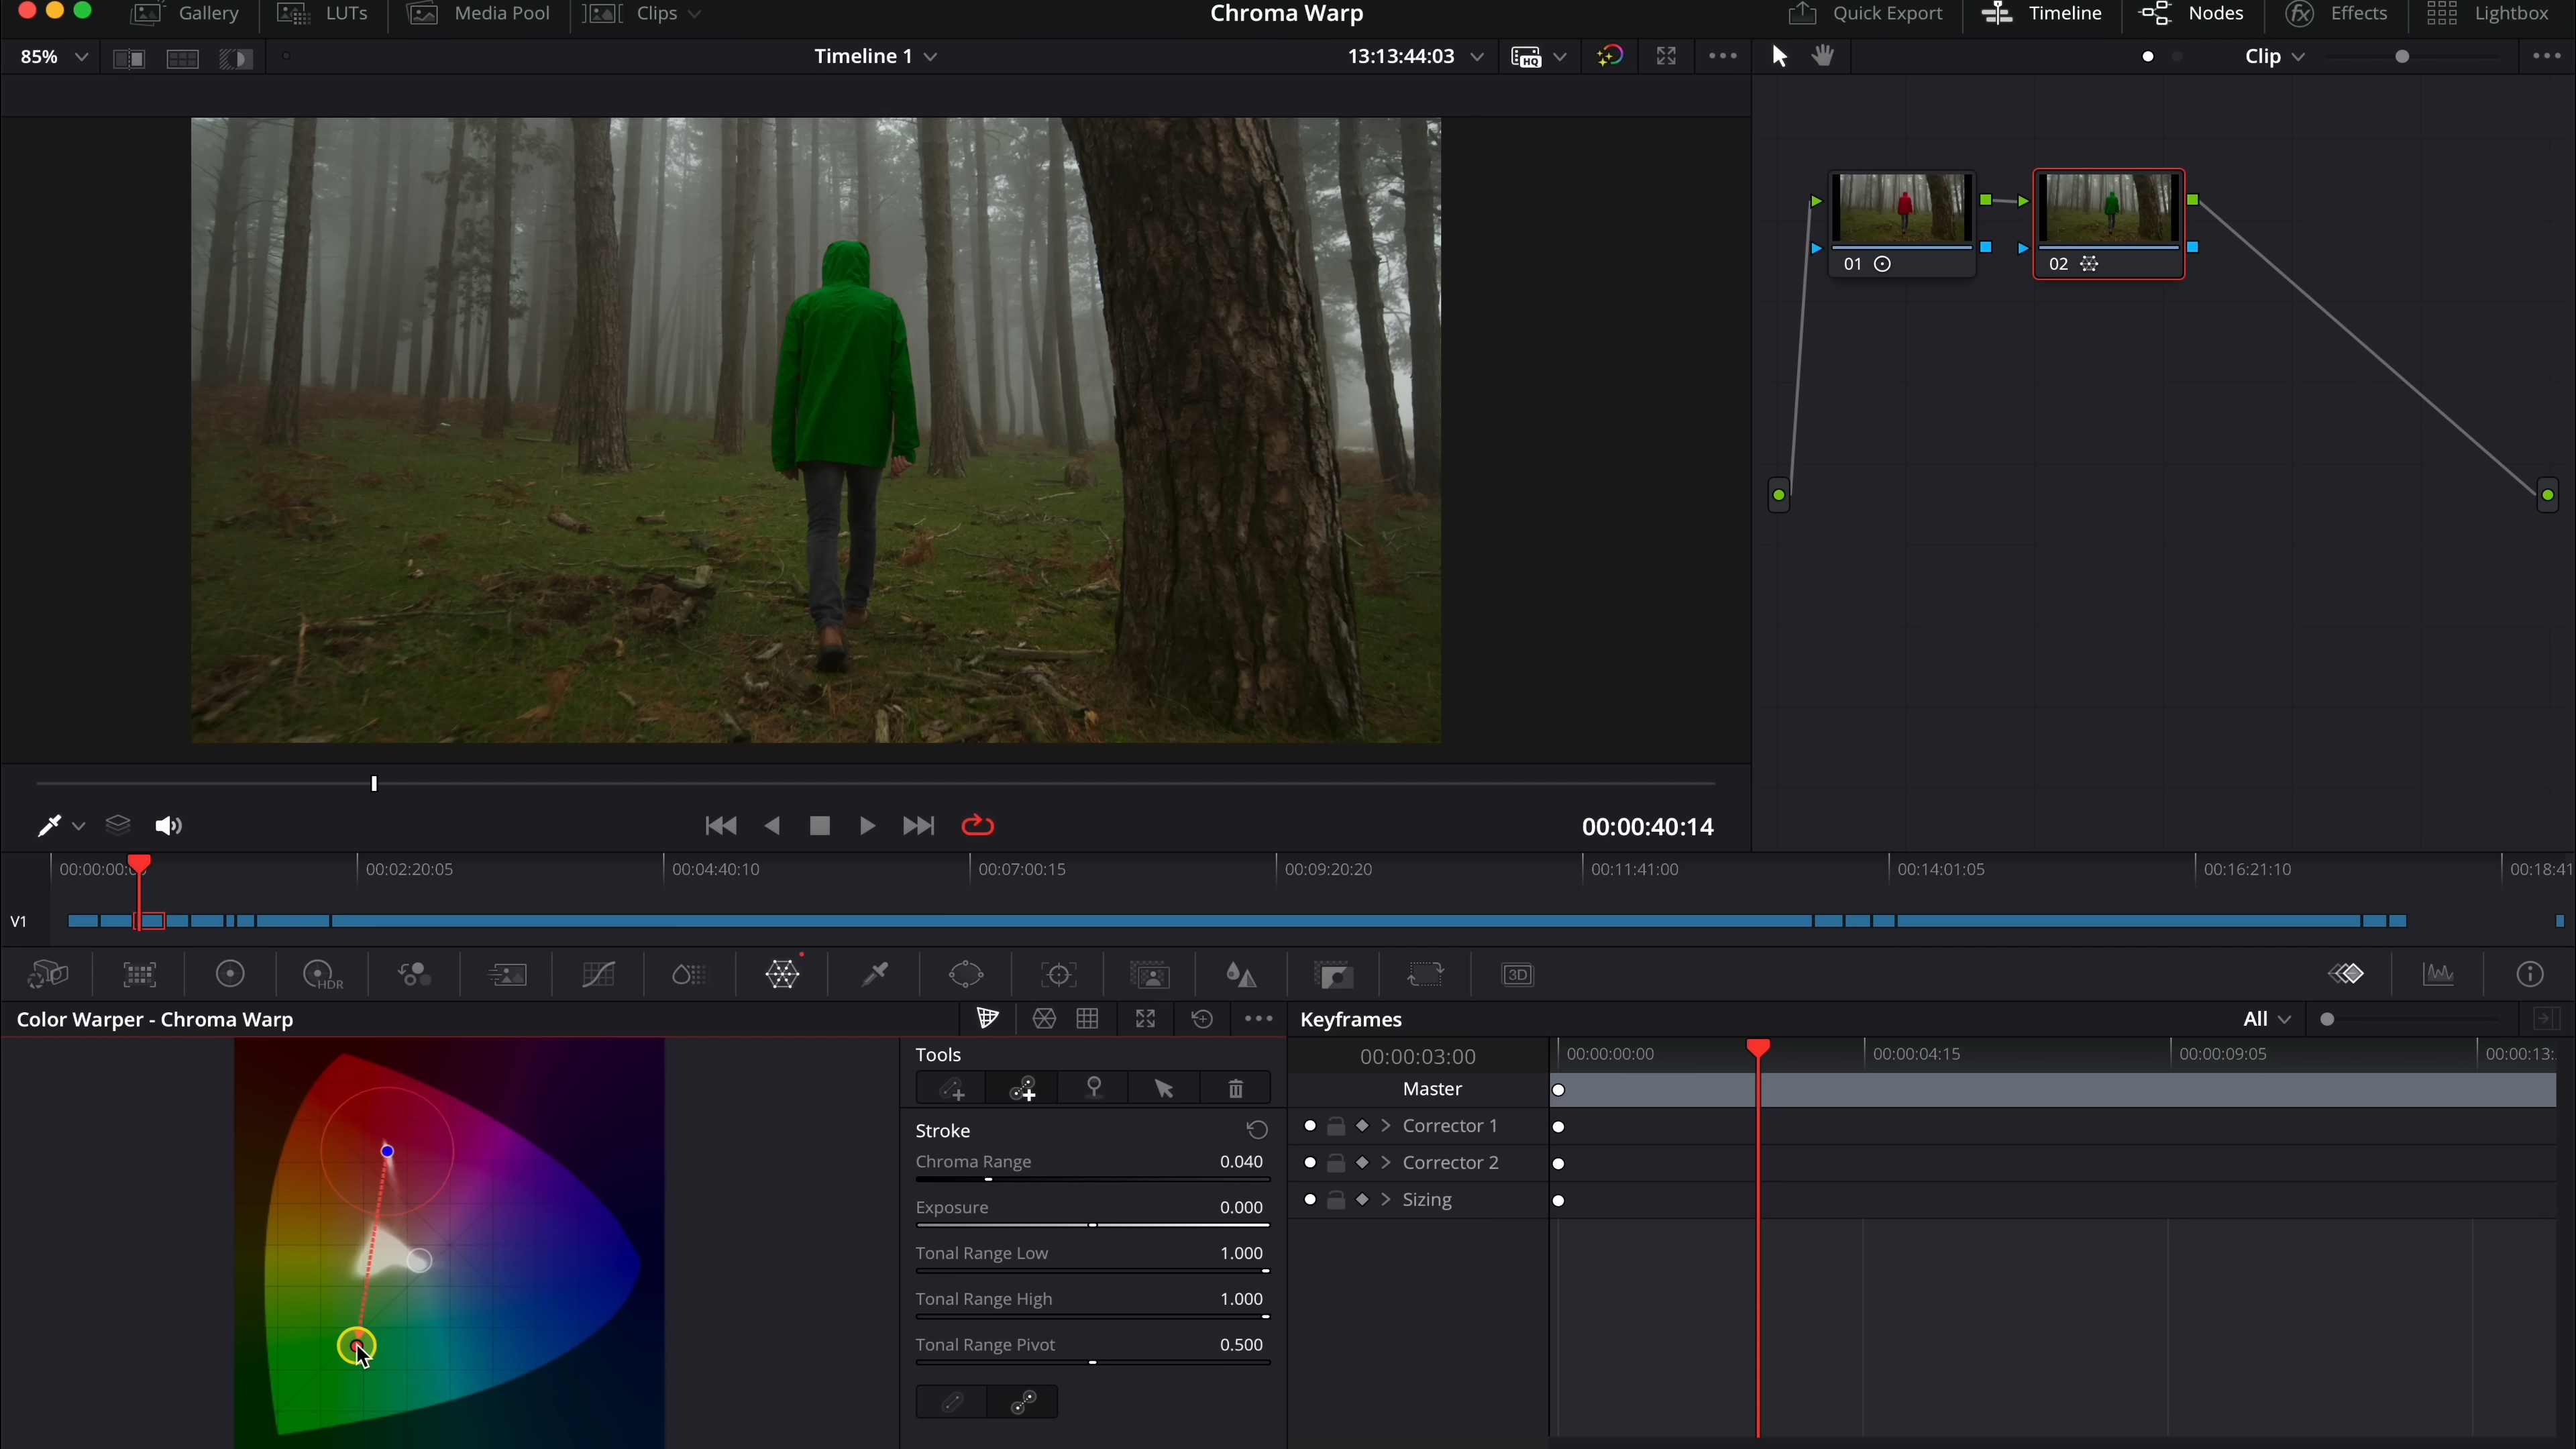 Gallery LUTs Media Pool Clips Chroma Warp Quick Export Timeline Nodes Effects Lightbox
85% Timeline 1 13:13:44:03 HQ Clip
01 02
00:00:40:14
00:00:00:0 00:02:20:05 00:04:40:10 00:07:00:15 00:09:20:20 00:11:41:00 00:14:01:05 00:16:21:10 00:18:41
V1
HDR 3D
Color Warper - Chroma Warp
Tools
Stroke
Chroma Range 0.040
Exposure 0.000
Tonal Range Low 1.000
Tonal Range High 1.000
Tonal Range Pivot 0.500
Keyframes All
00:00:03:00 00:00:00:00 00:00:04:15 00:00:09:05 00:00:13:
Master
Corrector 1
Corrector 2
Sizing